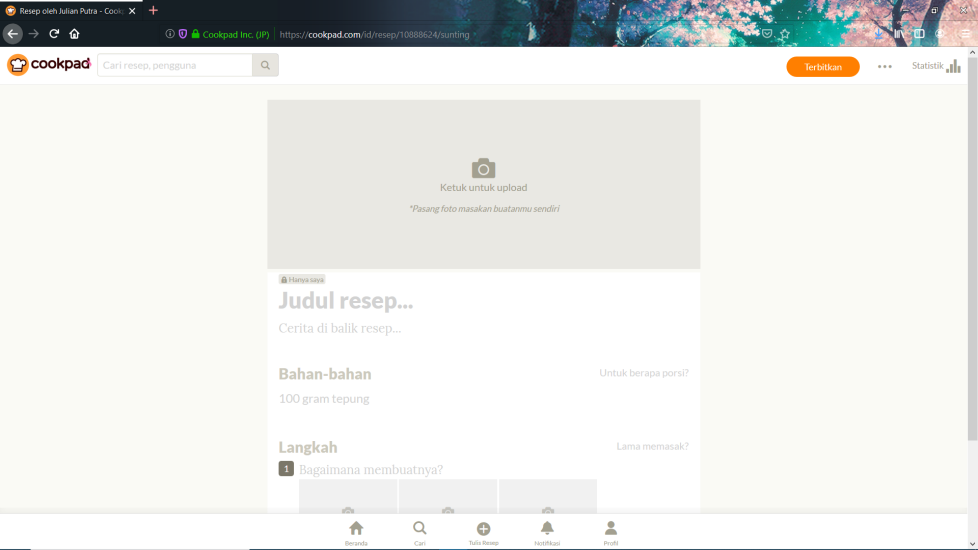 Resep oleh Julian Putra - Cook
Cookpad Inc. (JP) https://cookpad.com/id/resep/10888624/sunting
cookpad Cari resep, pengguna Terbitkan Statistik
Ketuk untuk upload
*Pasang foto masakan buatanmu sendiri
Hanya saya
Judul resep...
Cerita di balik resep...
Bahan-bahan Untuk berapa porsi?
100 gram tepung
Langkah Lama memasak?
1 Bagaimana membuatnya?
Beranda Cari Tulis Resep Notifikasi Profil